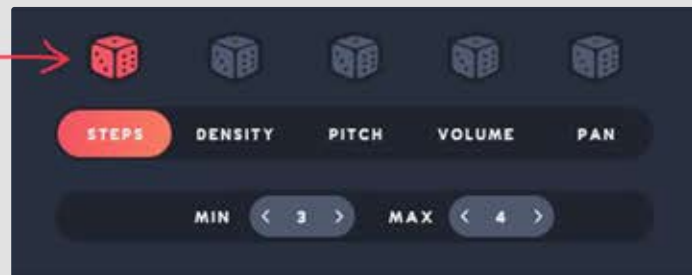 STEPS DENSITY PITCH VOLUME PAN
MIN < 3 > MAX < 4 >